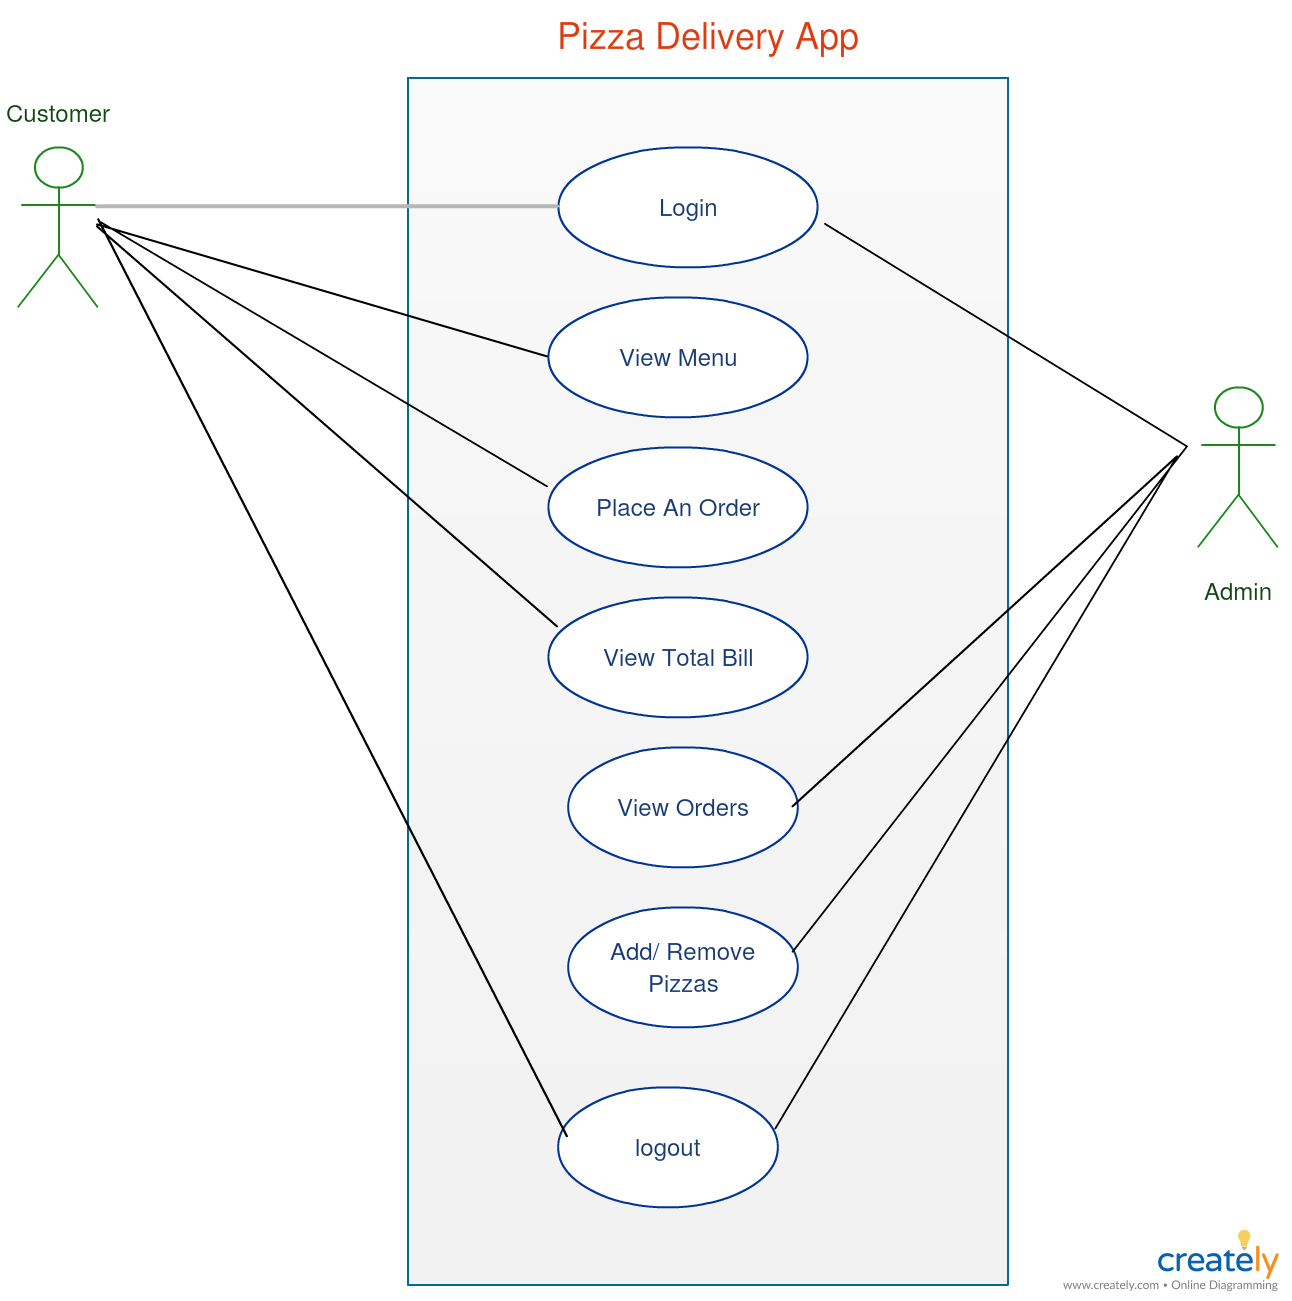 Pizza Delivery App
Customer
Login
View Menu
Place An Order
Admin
View Total Bill
View Orders
Add/ Remove
Pizzas
logout
creately
www.creately.com • Online Diagramming